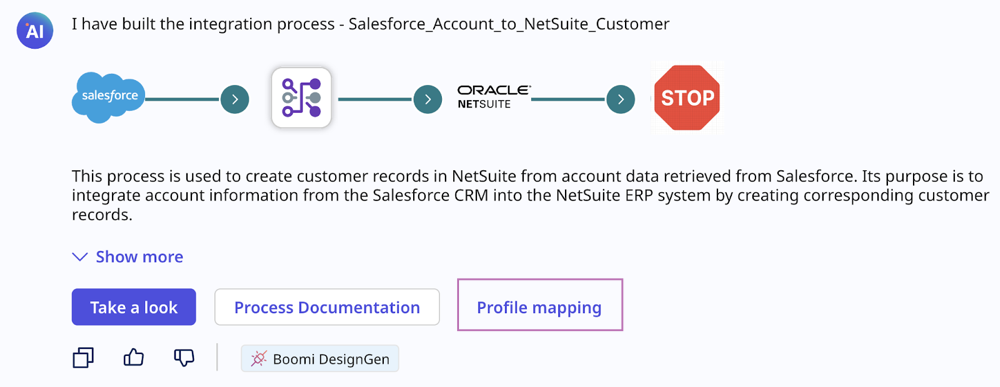 AI
I have built the integration process - Salesforce_Account_to_NetSuite_Customer
salesforce
ORACLE
NETSUITE
STOP
This process is used to create customer records in NetSuite from account data retrieved from Salesforce. Its purpose is to
integrate account information from the Salesforce CRM into the NetSuite ERP system by creating corresponding customer
records.
Show more
Take a look
Process Documentation
Profile mapping
Boomi DesignGen